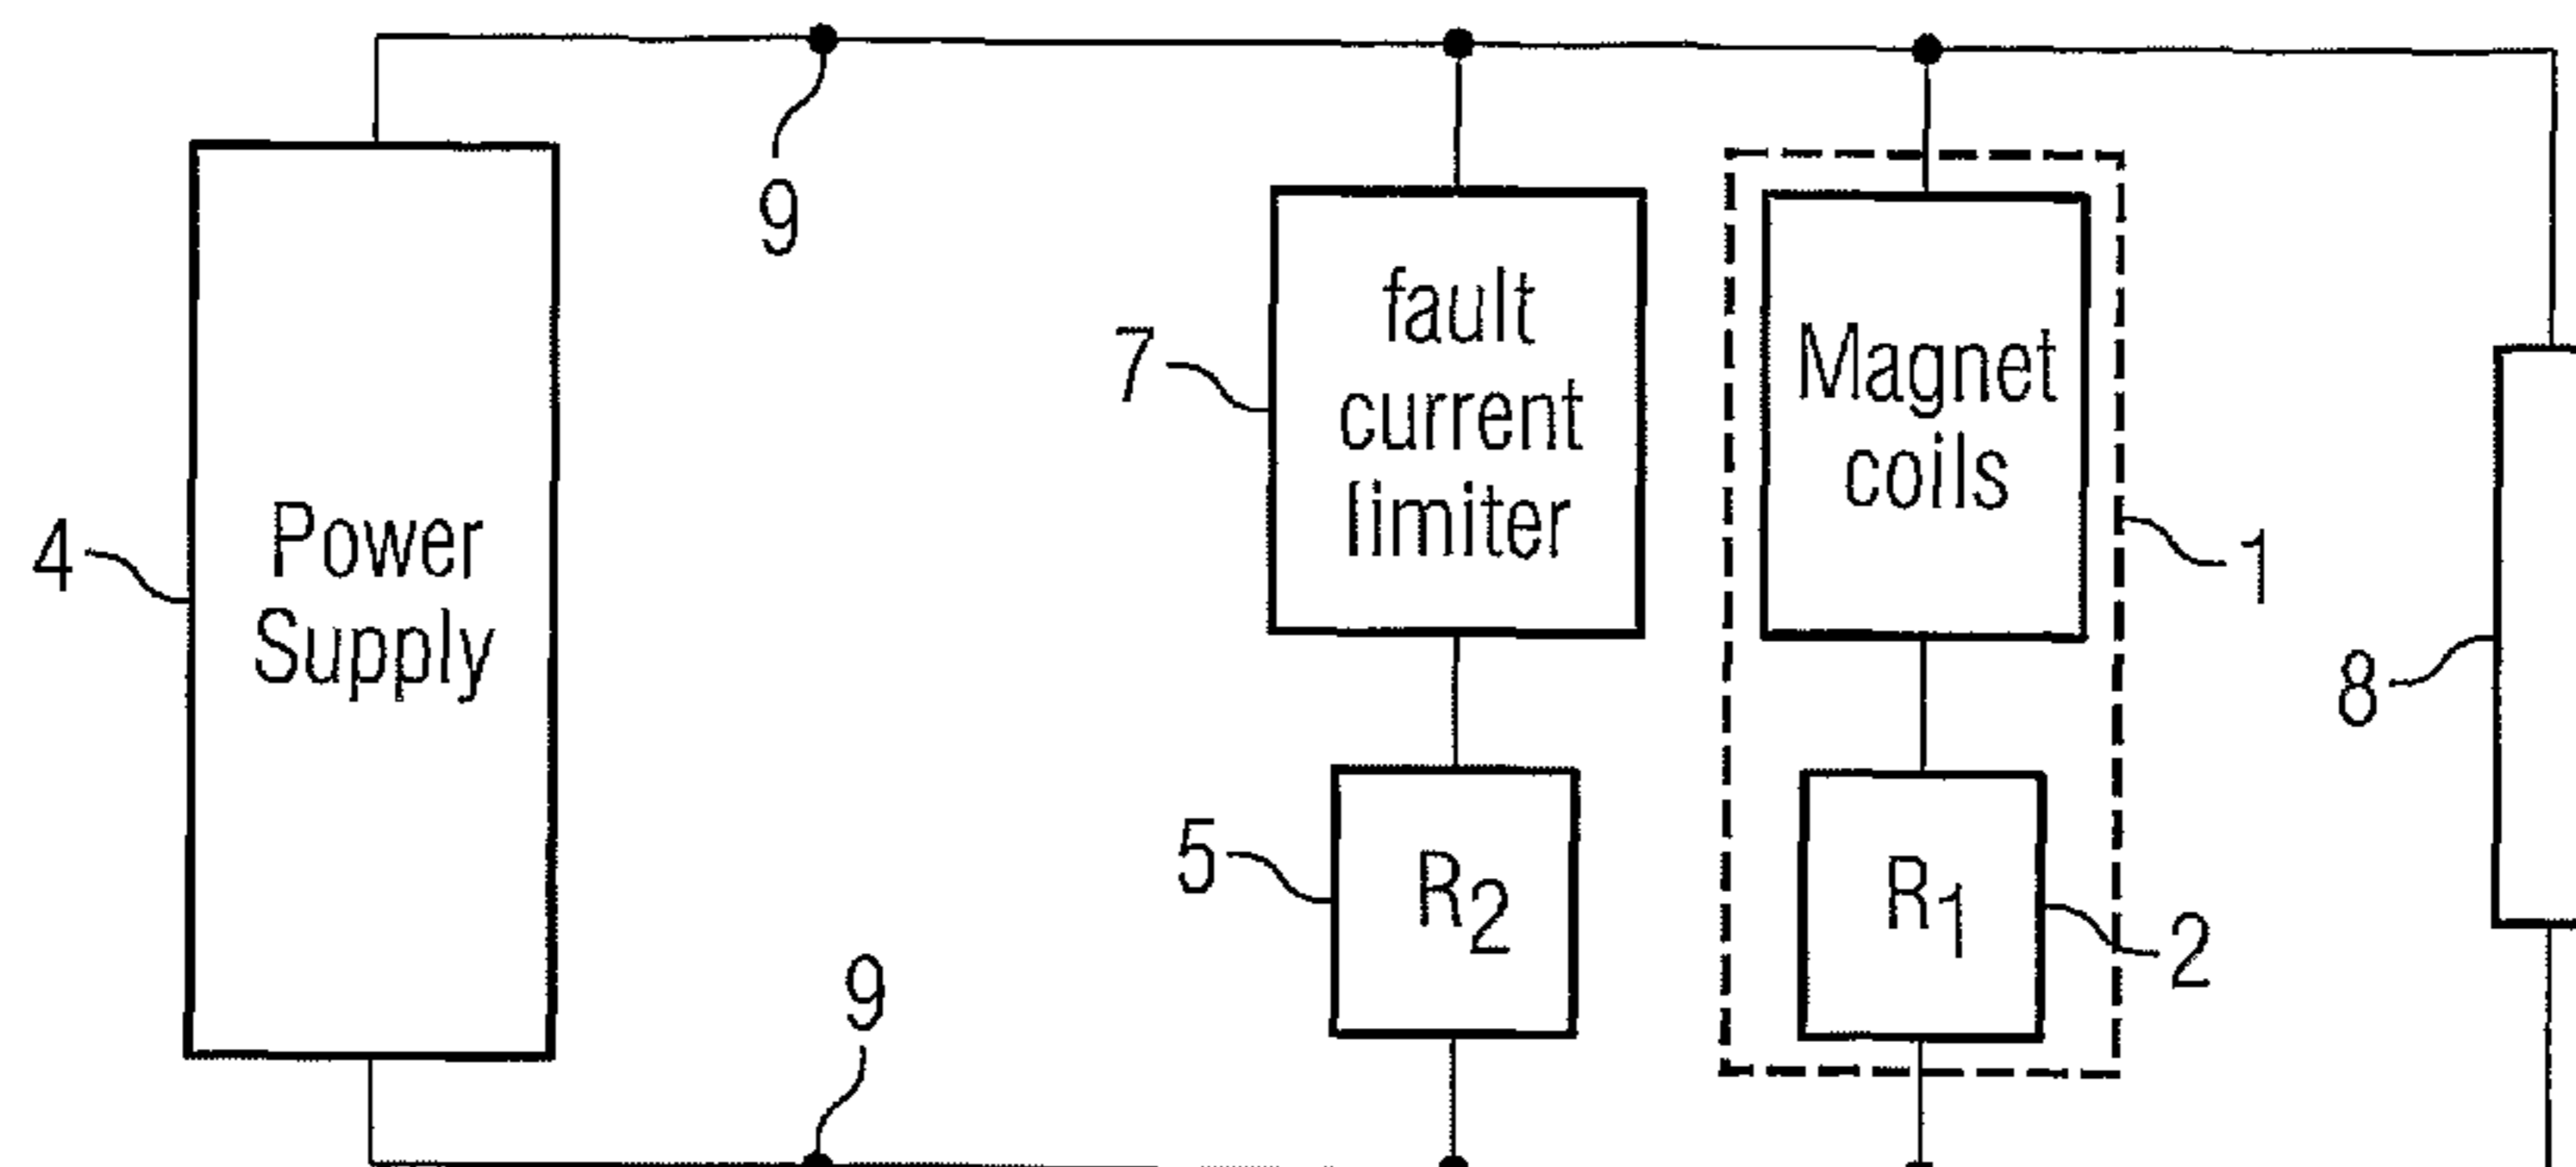 9
fault
current
limiter
7
Magnet
coils
1
4
Power
Supply
8
5
R2
R1
2
9